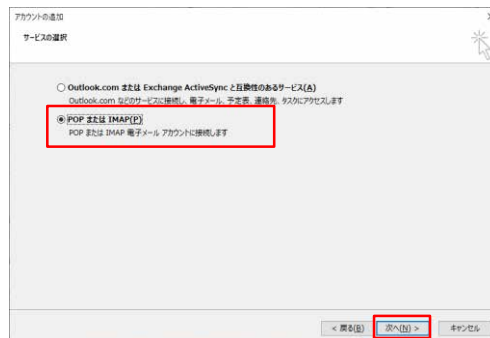 アカウントの追加
サービスの選択
Outlook.com または Exchange ActiveSync と互換性のあるサービス(A)
Outlook.com などのサービスに接続し、電子メール、予定表、連絡先、タスクにアクセスします
POP または IMAP(P)
POP または IMAP 電子メール アカウントに接続します
< 戻る(B) 次へ(N) > キャンセル